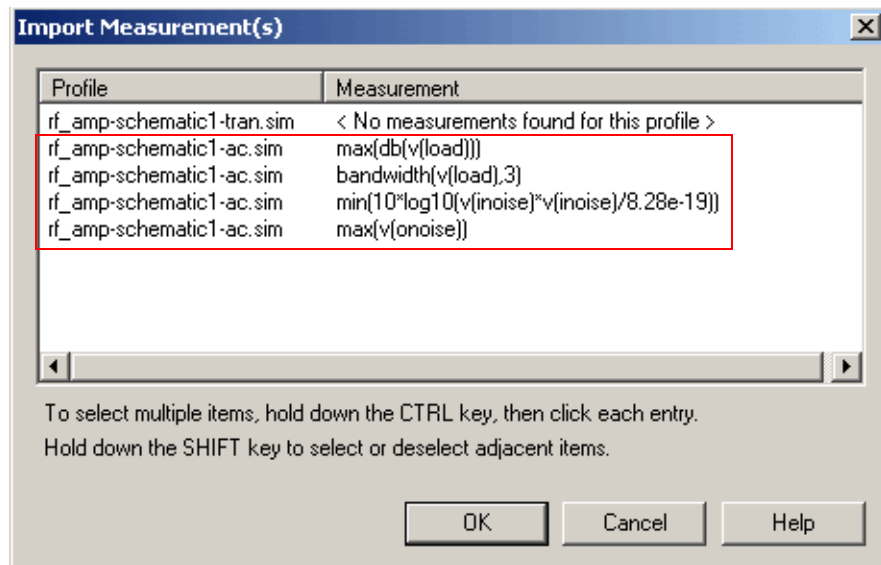 Import Measurement(s)
Profile Measurement
rf_amp-schematic1-tran.sim < No measurements found for this profile >
rf_amp-schematic1-ac.sim max(db(v(load)))
rf_amp-schematic1-ac.sim bandwidth(v(load),3)
rf_amp-schematic1-ac.sim min(10*log10(v(inoise)*v(inoise)/8.28e-19))
rf_amp-schematic1-ac.sim max(v(onoise))
To select multiple items, hold down the CTRL key, then click each entry.
Hold down the SHIFT key to select or deselect adjacent items.
OK Cancel Help